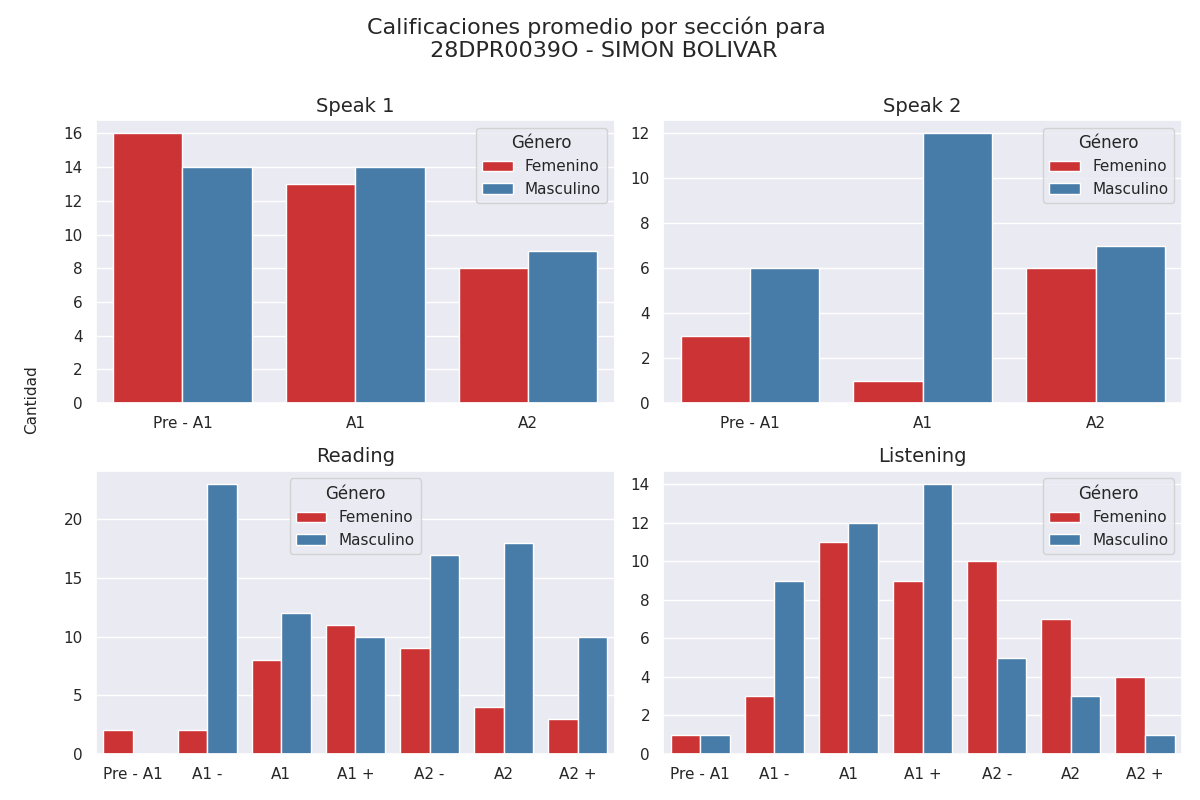 Calificaciones promedio por sección para
28DPR0039O - SIMON BOLIVAR
Cantidad
Speak 1
16
14
12
10
8
6
4
2
0
Pre - A1
A1
A2
Género
Femenino
Masculino
Speak 2
12
10
8
6
4
2
0
Pre - A1
A1
A2
Género
Femenino
Masculino
Reading
20
15
10
5
0
Pre - A1
A1 -
A1
A1 +
A2 -
A2
A2 +
Género
Femenino
Masculino
Listening
14
12
10
8
6
4
2
0
Pre - A1
A1 -
A1
A1 +
A2 -
A2
A2 +
Género
Femenino
Masculino